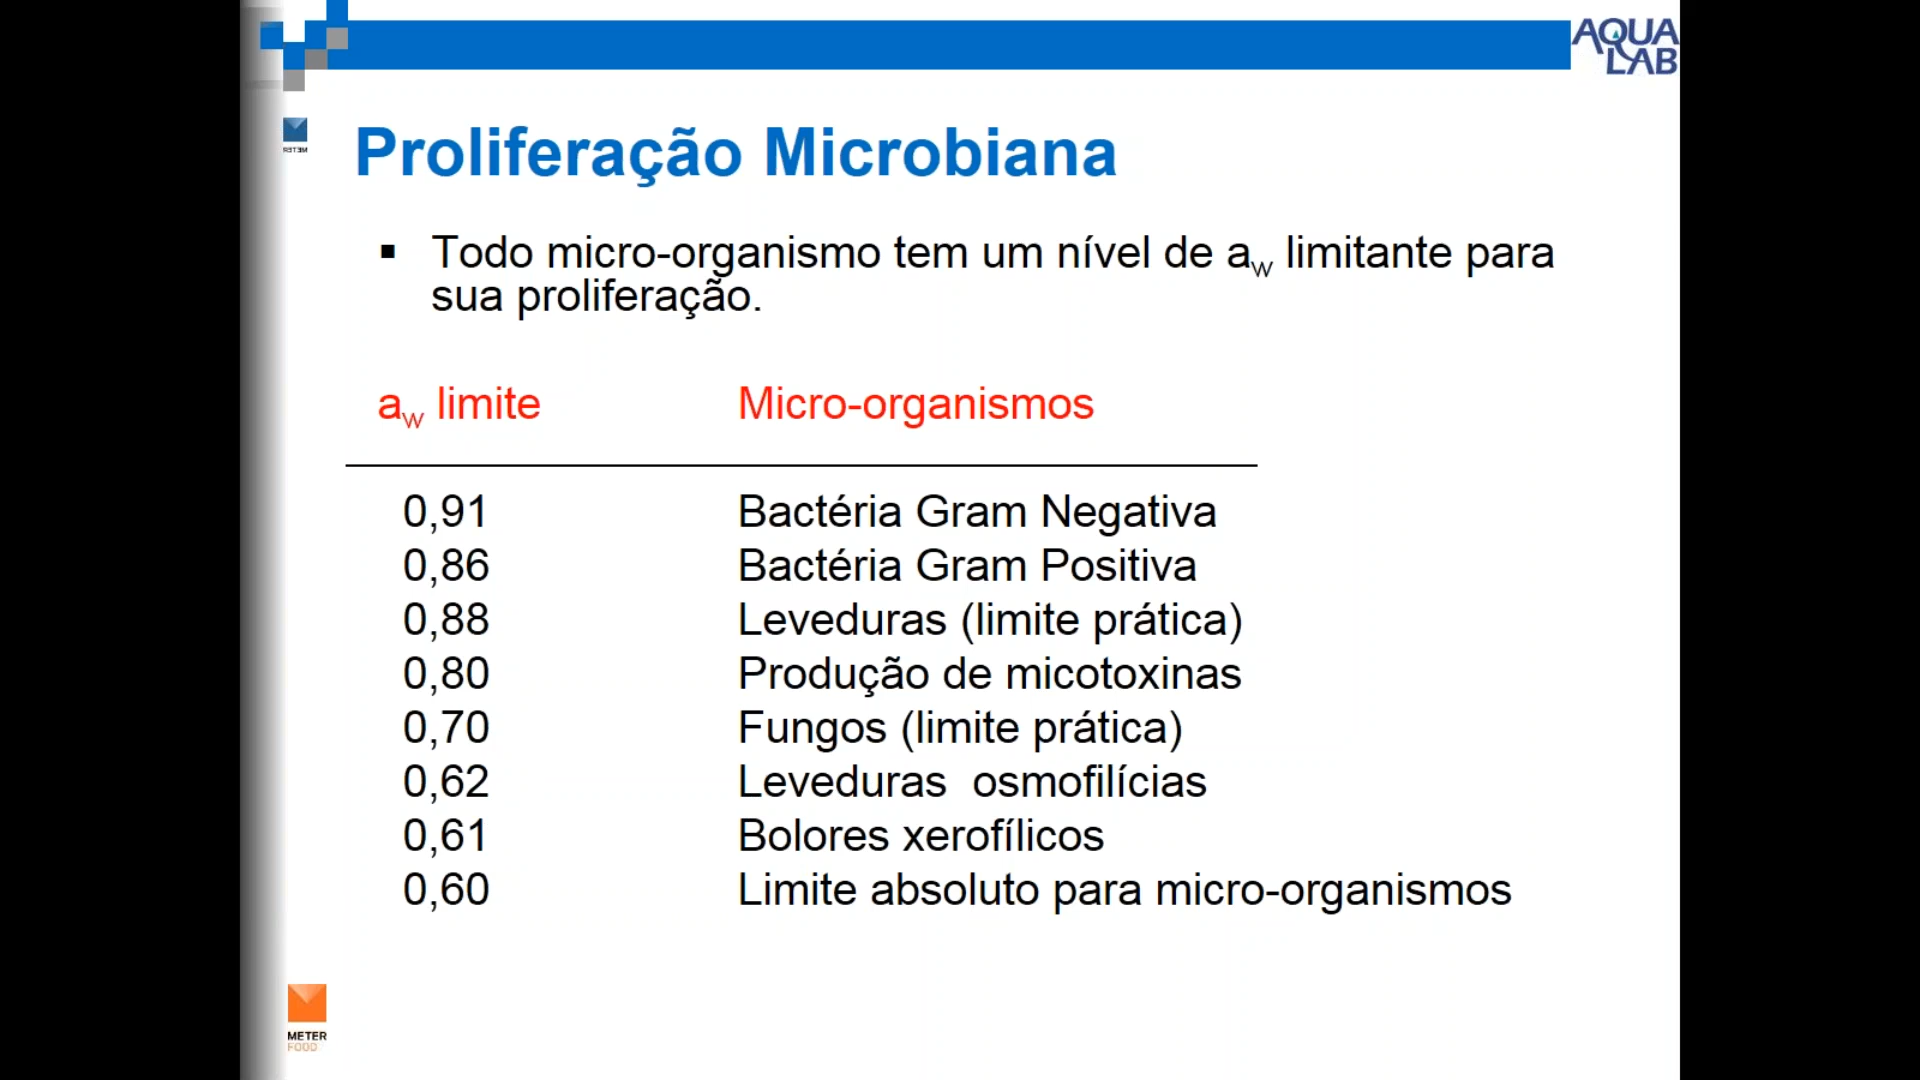 AQUA
LAB
METER
Proliferação Microbiana
▪ Todo micro-organismo tem um nível de aw limitante para
sua proliferação.
aw limite Micro-organismos
0,91 Bactéria Gram Negativa
0,86 Bactéria Gram Positiva
0,88 Leveduras (limite prática)
0,80 Produção de micotoxinas
0,70 Fungos (limite prática)
0,62 Leveduras osmofilícias
0,61 Bolores xerofílicos
0,60 Limite absoluto para micro-organismos
METER
FOOD